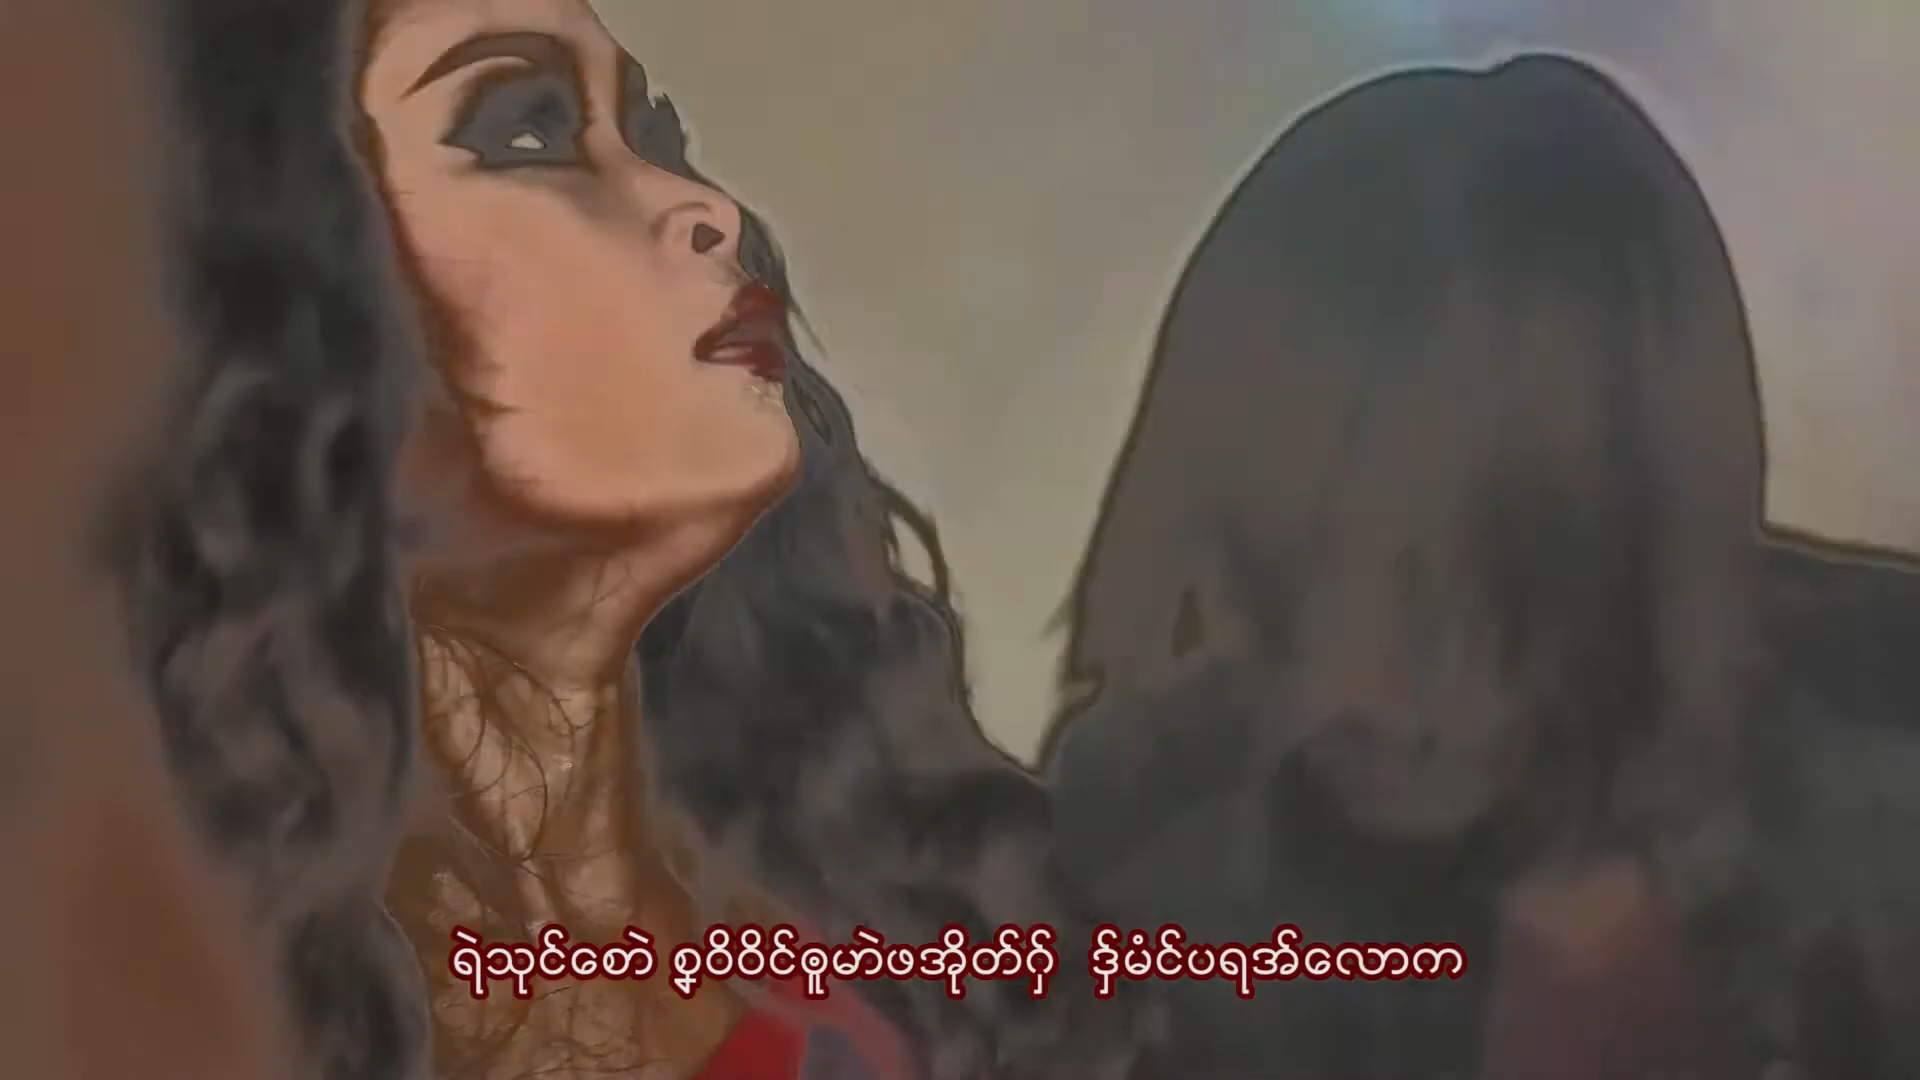 ရဲသုင်စောဲ စ္ၚဝိဝိင်စူမာဲဖအိုတ်ဂှ် ဒှ်မံင်ပရအ်လောက